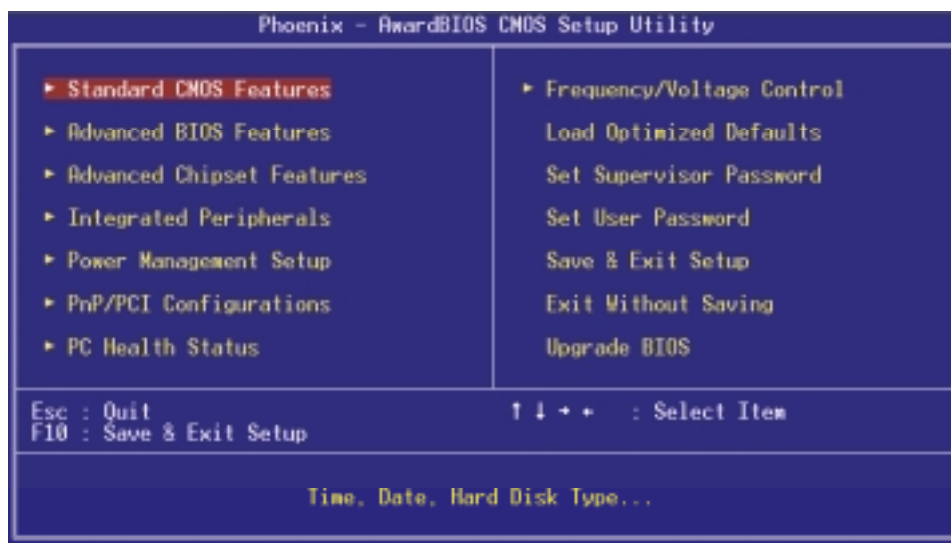 Phoenix - AwardBIOS CMOS Setup Utility
▸ Standard CMOS Features
▸ Advanced BIOS Features
▸ Advanced Chipset Features
▸ Integrated Peripherals
▸ Power Management Setup
▸ PnP/PCI Configurations
▸ PC Health Status
▸ Frequency/Voltage Control
Load Optimized Defaults
Set Supervisor Password
Set User Password
Save & Exit Setup
Exit Without Saving
Upgrade BIOS
Esc : Quit
F10 : Save & Exit Setup
↑ ↓ → ← : Select Item
Time, Date, Hard Disk Type...